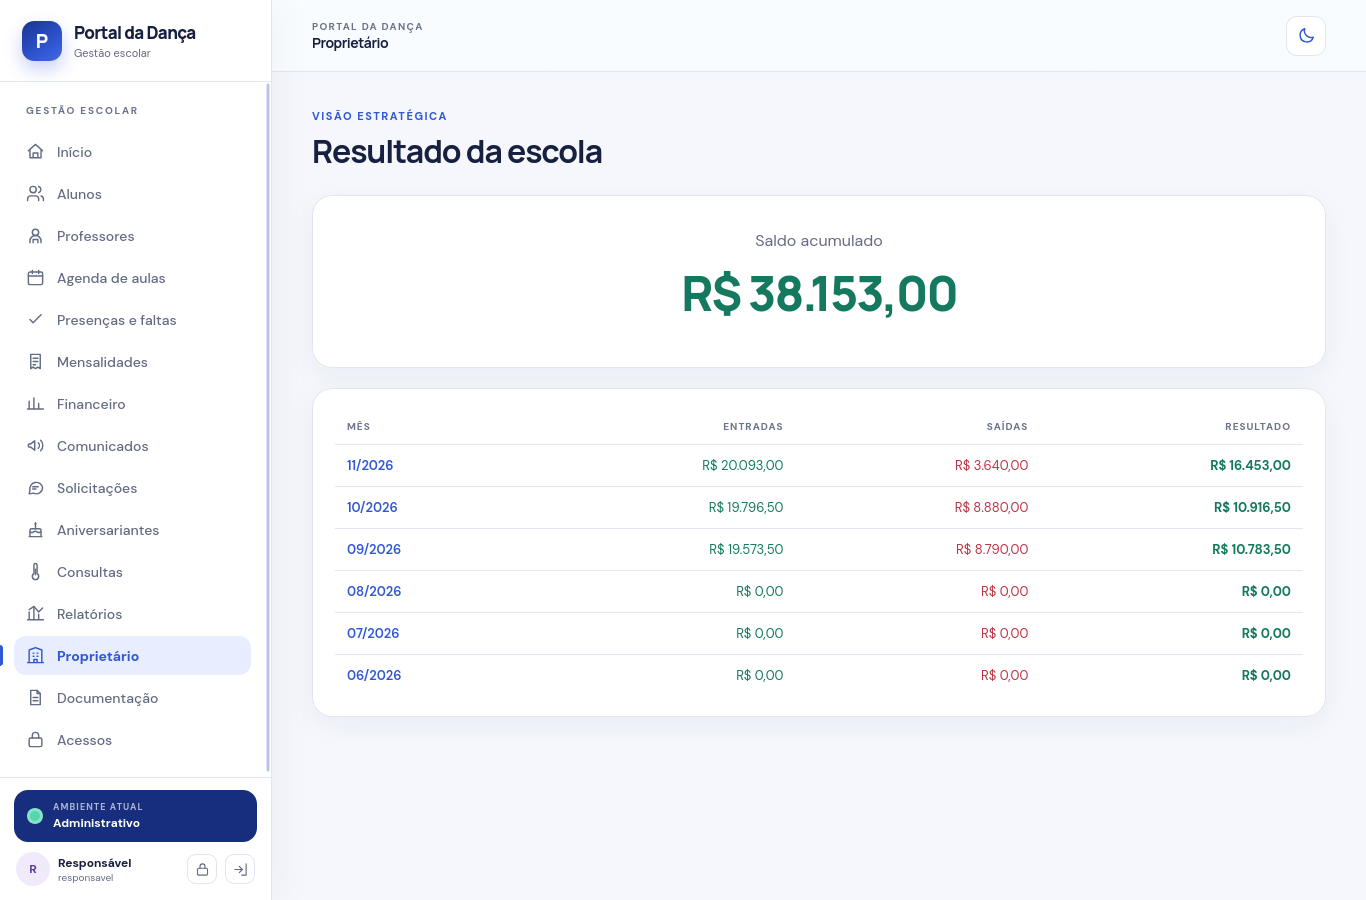 P
Portal da Dança
Gestão escolar
GESTÃO ESCOLAR
Início
Alunos
Professores
Agenda de aulas
Presenças e faltas
Mensalidades
Financeiro
Comunicados
Solicitações
Aniversariantes
Consultas
Relatórios
Proprietário
Documentação
Acessos
AMBIENTE ATUAL
Administrativo
R
Responsável
responsavel
PORTAL DA DANÇA
Proprietário
VISÃO ESTRATÉGICA
Resultado da escola
Saldo acumulado
R$ 38.153,00
MÊS ENTRADAS SAÍDAS RESULTADO
11/2026 R$ 20.093,00 R$ 3.640,00 R$ 16.453,00
10/2026 R$ 19.796,50 R$ 8.880,00 R$ 10.916,50
09/2026 R$ 19.573,50 R$ 8.790,00 R$ 10.783,50
08/2026 R$ 0,00 R$ 0,00 R$ 0,00
07/2026 R$ 0,00 R$ 0,00 R$ 0,00
06/2026 R$ 0,00 R$ 0,00 R$ 0,00